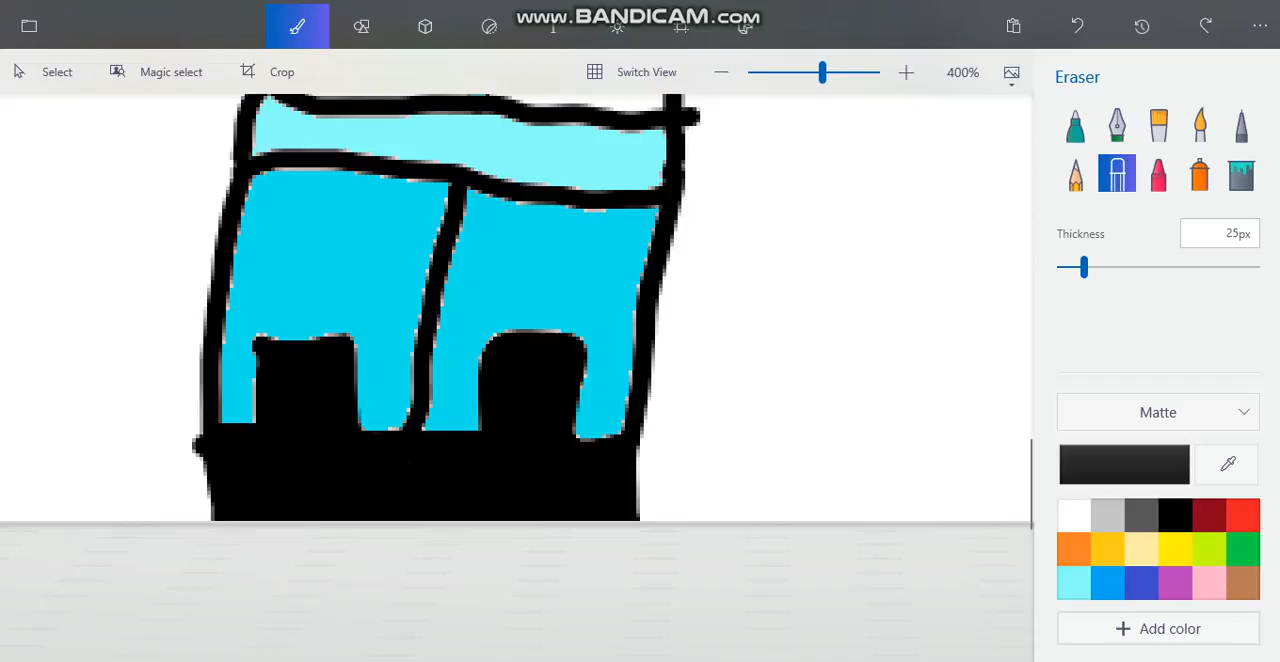 www.BANDICAM.com
T
Select
Magic select
Crop
Switch View
400%
Eraser
Thickness
25px
Matte
Add color